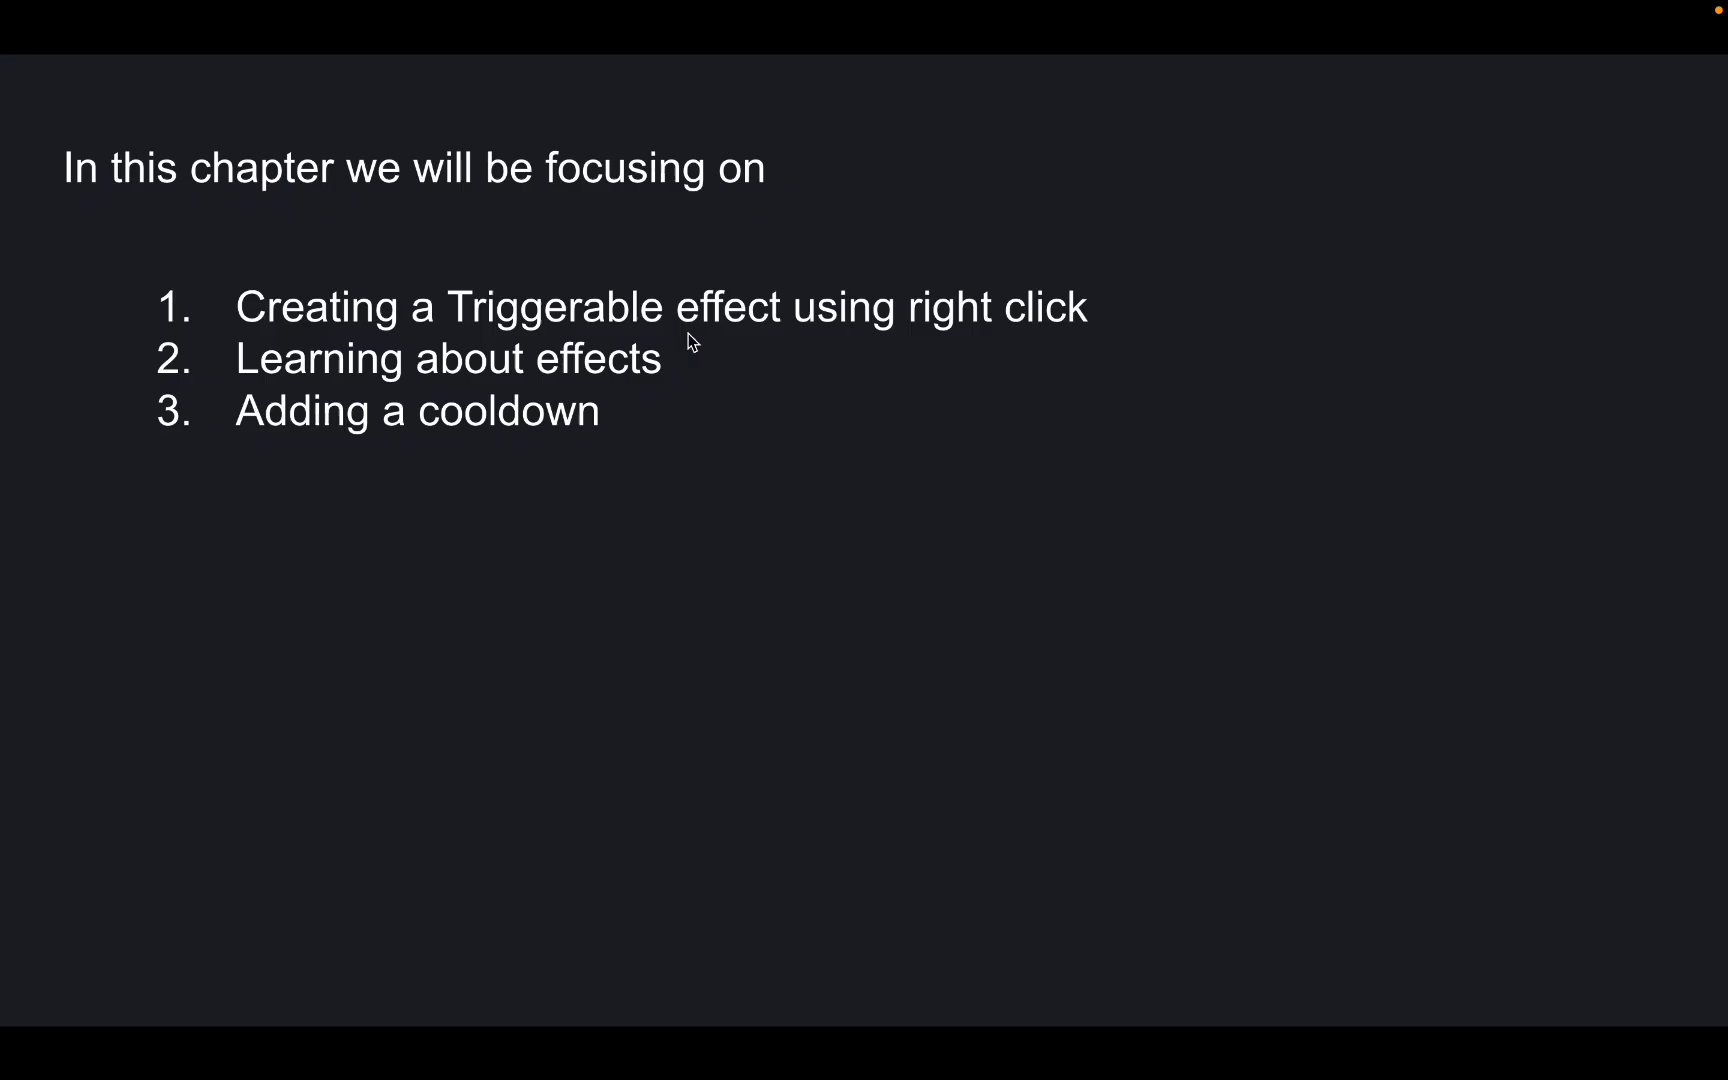 In this chapter we will be focusing on
1. Creating a Triggerable effect using right click
2. Learning about effects
3. Adding a cooldown